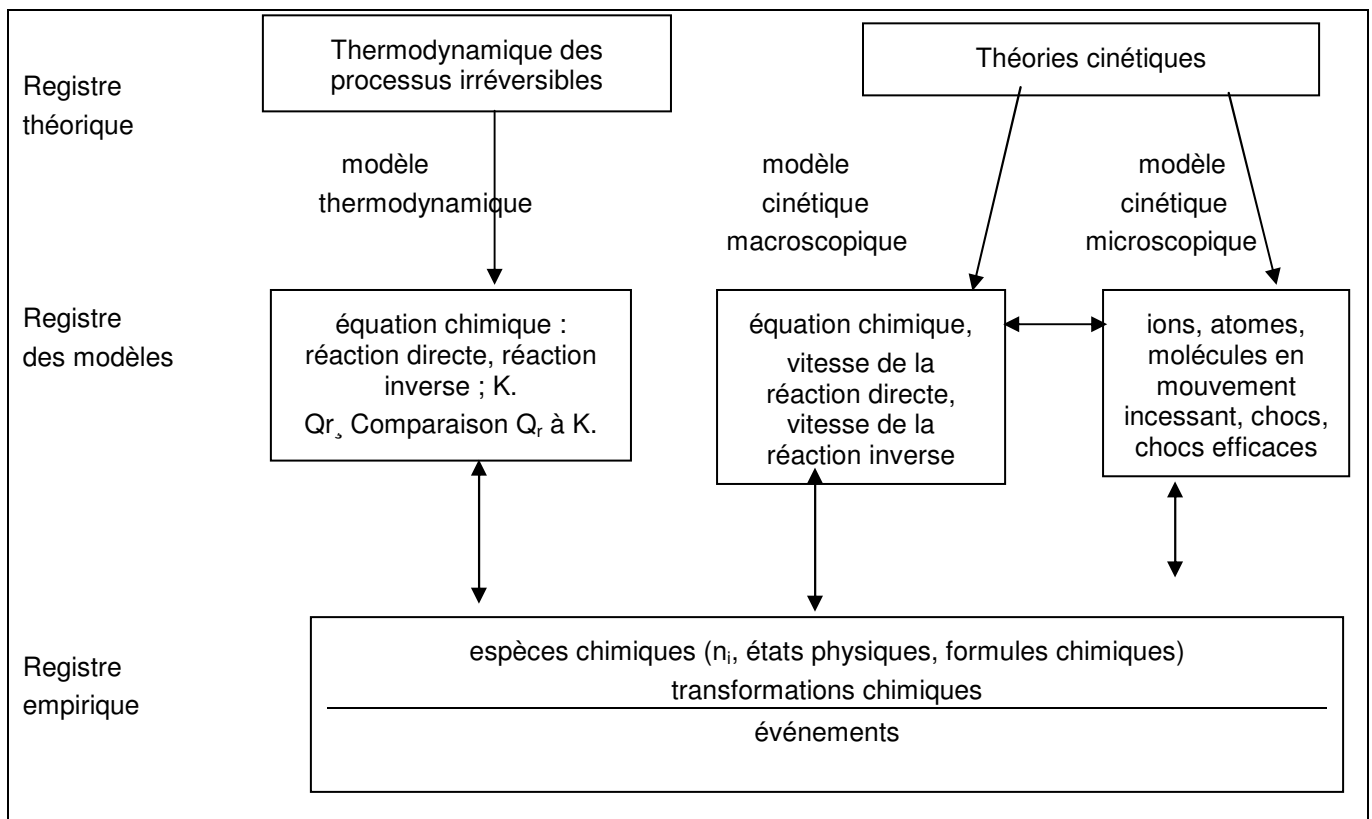 Registre
théorique
Thermodynamique des
processus irréversibles
Théories cinétiques
modèle
thermodynamique
modèle
cinétique
macroscopique
modèle
cinétique
microscopique
Registre
des modèles
équation chimique :
réaction directe, réaction
inverse ; K.
Qr¸ Comparaison Qr à K.
équation chimique,
vitesse de la
réaction directe,
vitesse de la
réaction inverse
ions, atomes,
molécules en
mouvement
incessant, chocs,
chocs efficaces
Registre
empirique
espèces chimiques (ni, états physiques, formules chimiques)
transformations chimiques
événements